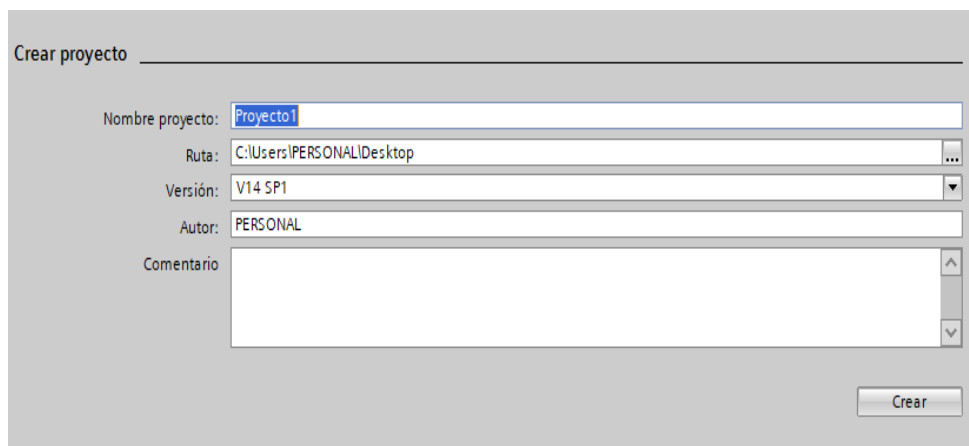 Crear proyecto
Nombre proyecto: Proyecto1
Ruta: C:\Users\PERSONAL\Desktop
...
Versión: V14 SP1
Autor: PERSONAL
Comentario
Crear